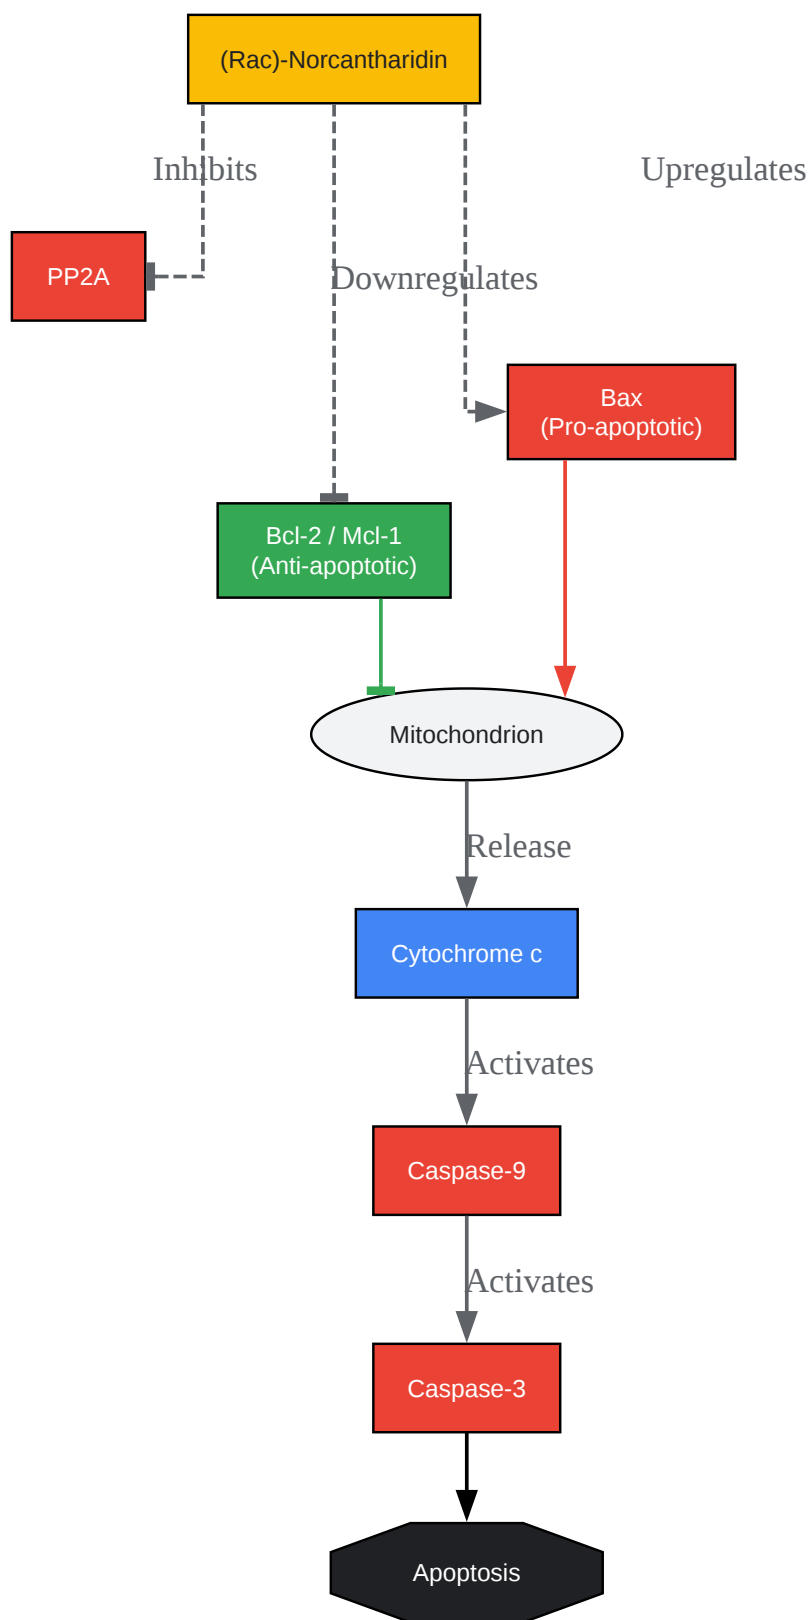 (Rac)-Norcantharidin
Inhibits
Upregulates
PP2A
Downregulates
Bax
(Pro-apoptotic)
Bcl-2 / Mcl-1
(Anti-apoptotic)
Mitochondrion
Release
Cytochrome c
Activates
Caspase-9
Activates
Caspase-3
Apoptosis